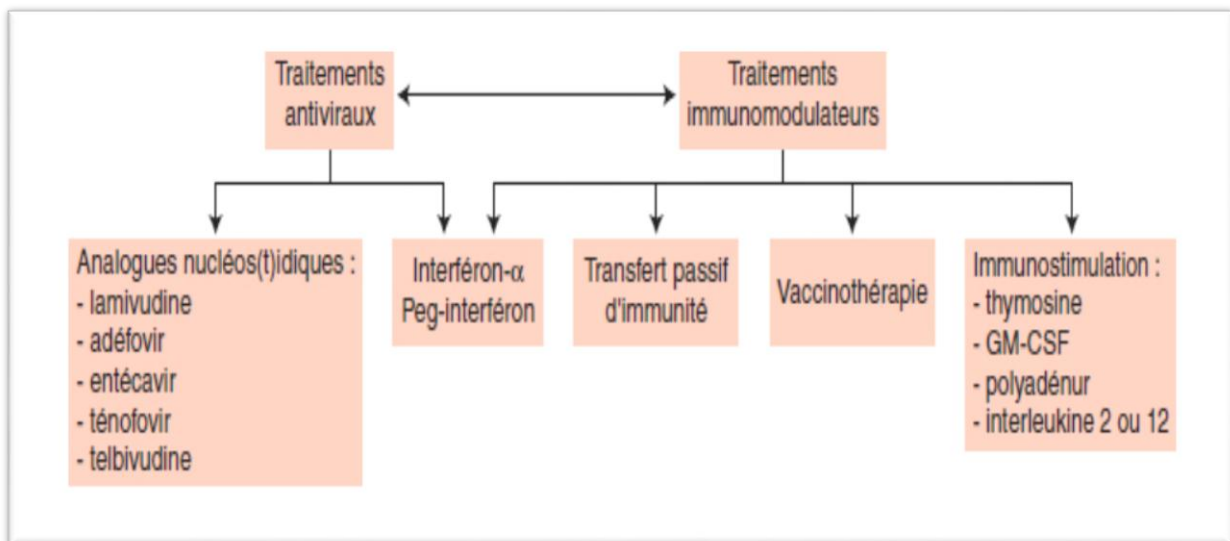 Traitements
antiviraux
Traitements
immunomodulateurs
Analogues nucléos(t)idiques :
- lamivudine
- adéfovir
- entécavir
- ténofovir
- telbivudine
Interféron-α
Peg-interféron
Transfert passif
d'immunité
Vaccinothérapie
Immunostimulation :
- thymosine
- GM-CSF
- polyadénur
- interleukine 2 ou 12